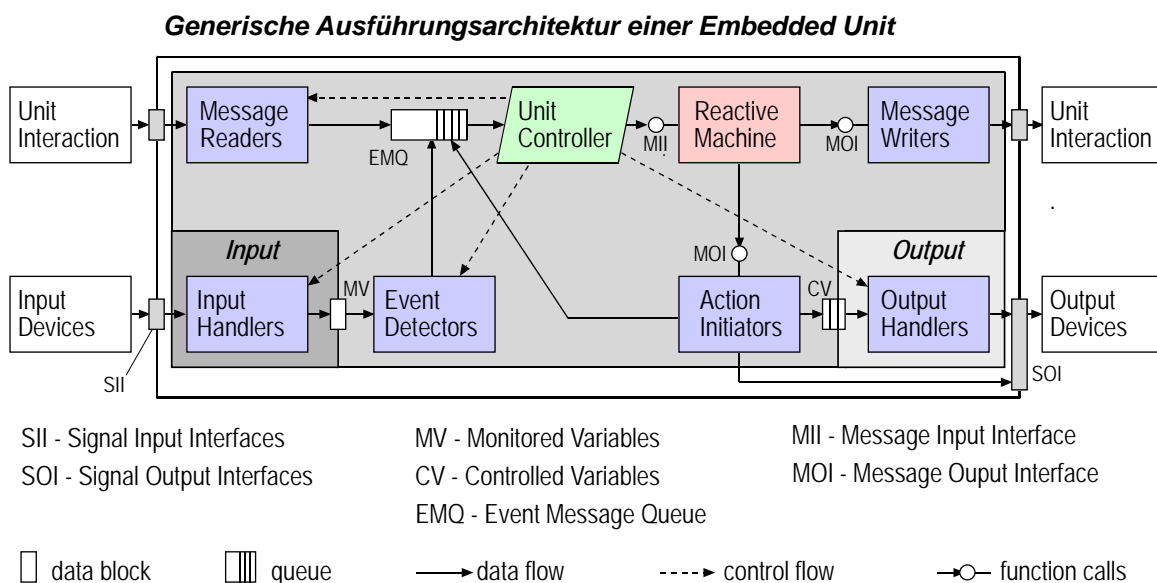 Generische Ausführungsarchitektur einer Embedded Unit
Unit
Interaction
Message
Readers
EMQ
Unit
Controller
MII
Reactive
Machine
MOI
Message
Writers
Unit
Interaction
.
Input
Output
MOI
Input
Devices
Input
Handlers
MV
Event
Detectors
Action
Initiators
CV
Output
Handlers
Output
Devices
SII
SOI
SII - Signal Input Interfaces
MV - Monitored Variables
MII - Message Input Interface
SOI - Signal Output Interfaces
CV - Controlled Variables
MOI - Message Ouput Interface
EMQ - Event Message Queue
data block
queue
data flow
control flow
function calls